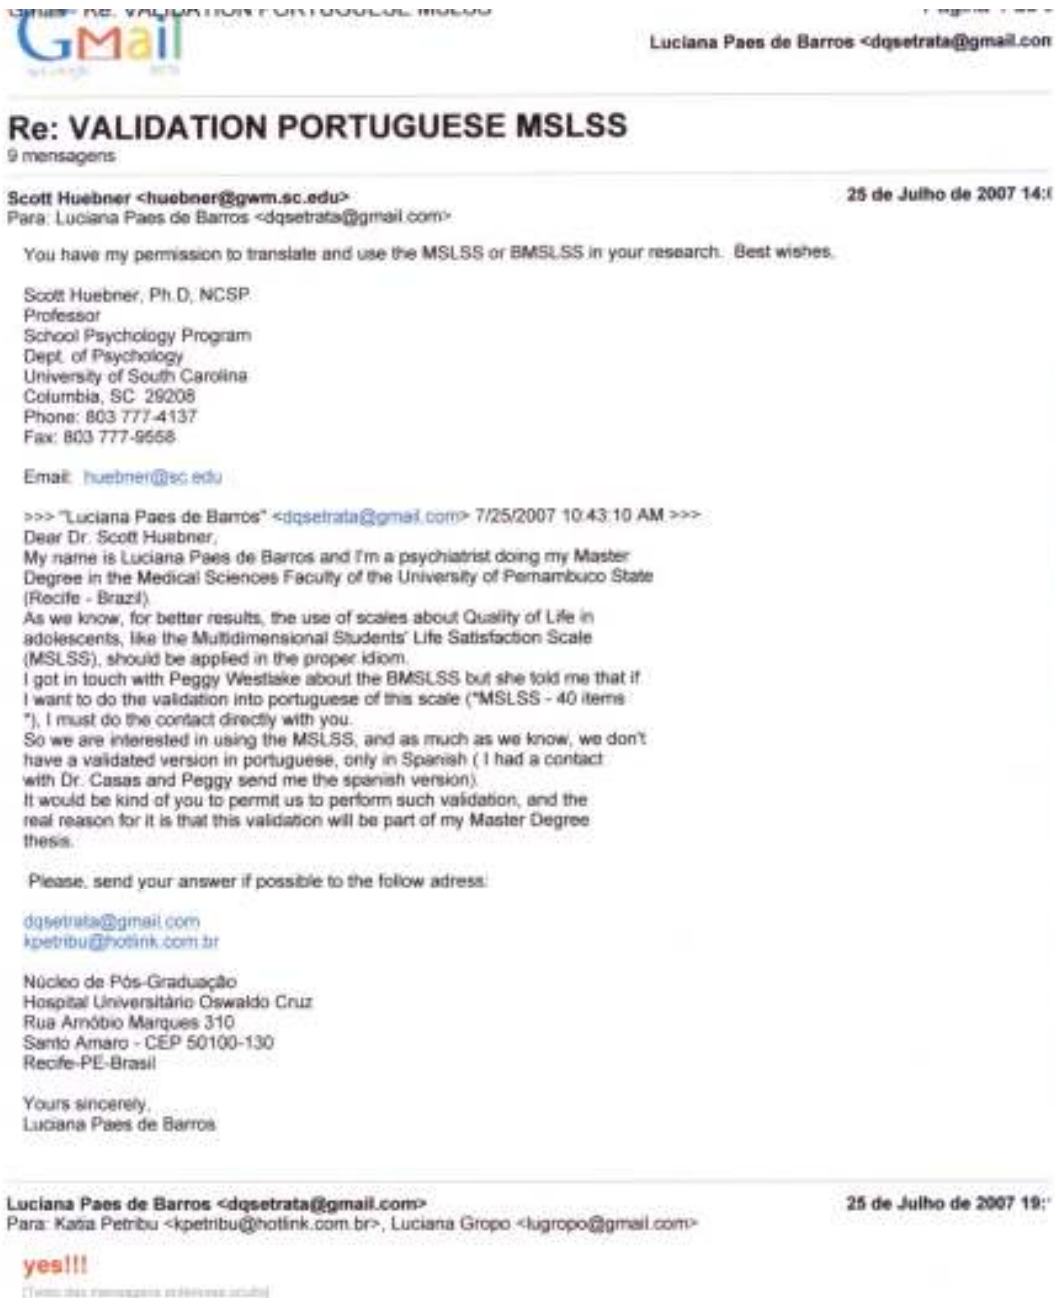 Re: VALIDATION PORTUGUESE MSLSS
GMail
Luciana Paes de Barros <dqsetrata@gmail.com
Re: VALIDATION PORTUGUESE MSLSS
9 mensagens
Scott Huebner <huebner@gwm.sc.edu>
25 de Julho de 2007 14:
Para: Luciana Paes de Barros <dqsetrata@gmail.com>
You have my permission to translate and use the MSLSS or BMSLSS in your research. Best wishes,
Scott Huebner, Ph.D, NCSP
Professor
School Psychology Program
Dept. of Psychology
University of South Carolina
Columbia, SC 29208
Phone: 803 777-4137
Fax: 803 777-9558
Email: huebner@sc.edu
>>> "Luciana Paes de Barros" <dqsetrata@gmail.com> 7/25/2007 10:43:10 AM >>>
Dear Dr. Scott Huebner,
My name is Luciana Paes de Barros and I'm a psychiatrist doing my Master
Degree in the Medical Sciences Faculty of the University of Pernambuco State
(Recife - Brazil).
As we know, for better results, the use of scales about Quality of Life in
adolescents, like the Multidimensional Students' Life Satisfaction Scale
(MSLSS), should be applied in the proper idiom.
I got in touch with Peggy Westlake about the BMSLSS but she told me that if
I want to do the validation into portuguese of this scale ("MSLSS - 40 items
"), I must do the contact directly with you.
So we are interested in using the MSLSS, and as much as we know, we don't
have a validated version in portuguese, only in Spanish ( I had a contact
with Dr. Casas and Peggy send me the spanish version).
It would be kind of you to permit us to perform such validation, and the
real reason for it is that this validation will be part of my Master Degree
thesis.
Please, send your answer if possible to the follow adress:
dqsetrata@gmail.com
kpetribu@hotlink.com.br
Núcleo de Pós-Graduação
Hospital Universitário Oswaldo Cruz
Rua Arnóbio Marques 310
Santo Amaro - CEP 50100-130
Recife-PE-Brasil
Yours sincerely,
Luciana Paes de Barros
Luciana Paes de Barros <dqsetrata@gmail.com>
25 de Julho de 2007 19:
Para: Katia Petribu <kpetribu@hotlink.com.br>, Luciana Gropo <lugropo@gmail.com>
yes!!!
[Texto das mensagens anteriores oculto]